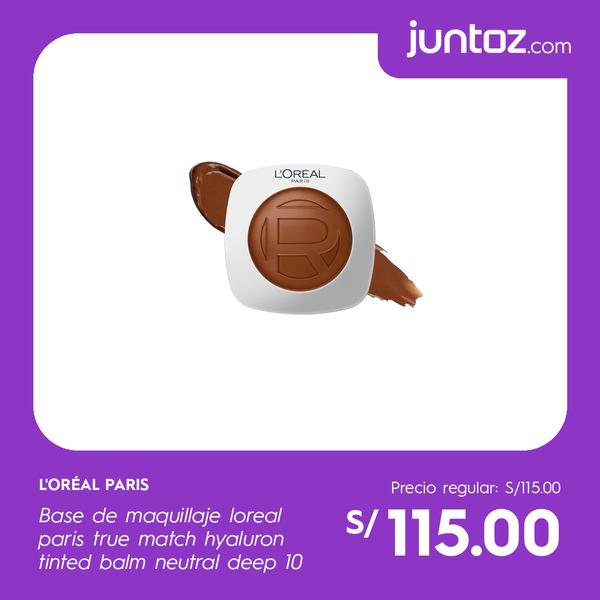 juntoz.com
L'ORÉAL
PARIS
R
L'ORÉAL PARIS
Base de maquillaje loreal
paris true match hyaluron
tinted balm neutral deep 10
Precio regular: S/115.00
S/ 115.00